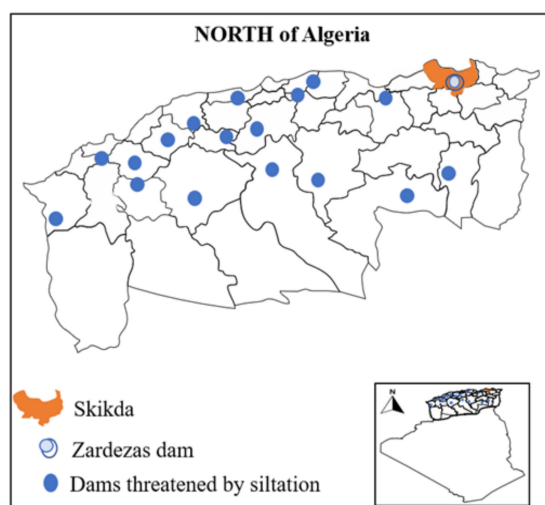 NORTH of Algeria
Skikda
N
Zardezas dam
Dams threatened by siltation